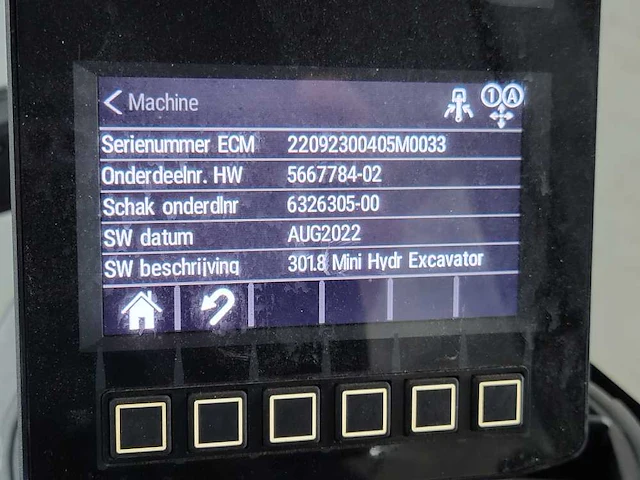 < Machine
1 A
Serienummer ECM 22092300405M0033
Onderdeelnr. HW 5667784-02
Schak onderdlnr 6326305-00
SW datum AUG2022
SW beschrijving 301.8 Mini Hydr Excavator